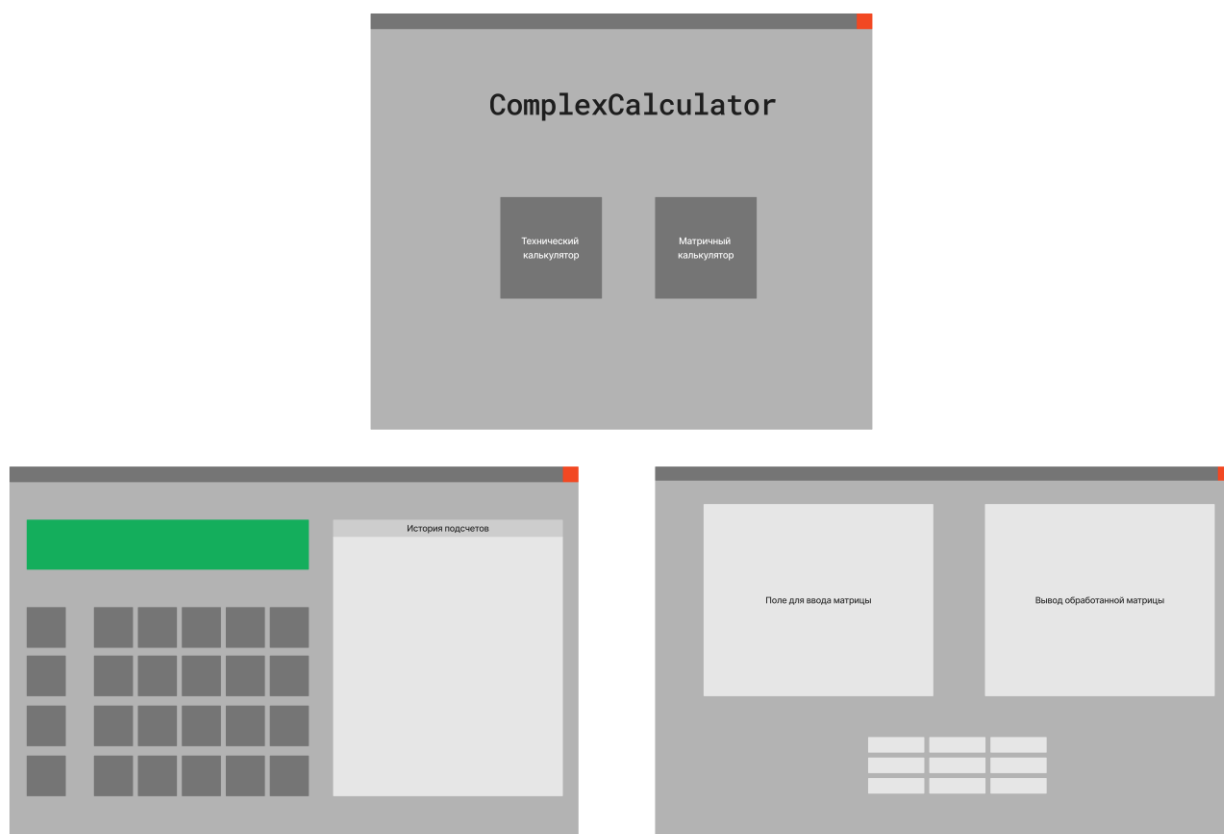 ComplexCalculator
Технический
калькулятор
Матричный
калькулятор
История подсчетов
Поле для ввода матрицы
Вывод обработанной матрицы